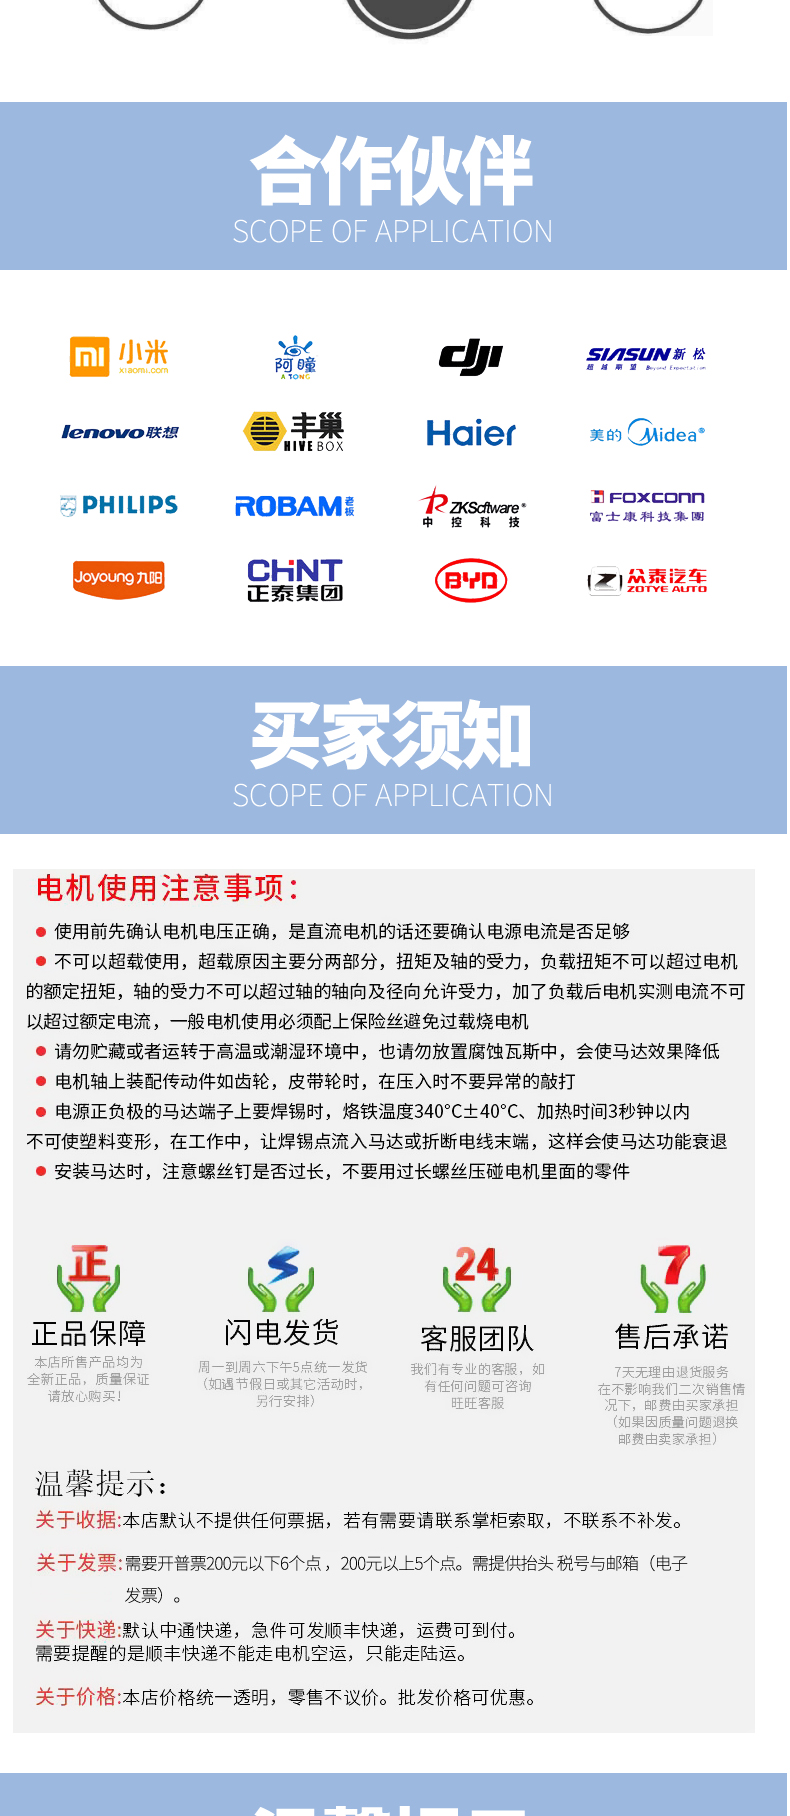 合作伙伴
SCOPE OF APPLICATION
mi 小米 xiaomi.com
阿瞳 A TONG
dji
SIASUN 新松
超越期望 Beyond Expectation
lenovo联想
丰巢 HIVE BOX
Haier
美的 Midea®
PHILIPS
ROBAM老板
ZKSoftware®
中控科技
FOXCONN
富士康科技集團
Joyoung九阳
CHNT
正泰集团
BYD
众泰汽车
ZOTYE AUTO
买家须知
SCOPE OF APPLICATION
电机使用注意事项：
使用前先确认电机电压正确，是直流电机的话还要确认电源电流是否足够
不可以超载使用，超载原因主要分两部分，扭矩及轴的受力，负载扭矩不可以超过电机
的额定扭矩，轴的受力不可以超过轴的轴向及径向允许受力，加了负载后电机实测电流不可
以超过额定电流，一般电机使用必须配上保险丝避免过载烧电机
请勿贮藏或者运转于高温或潮湿环境中，也请勿放置腐蚀瓦斯中，会使马达效果降低
电机轴上装配传动件如齿轮，皮带轮时，在压入时不要异常的敲打
电源正负极的马达端子上要焊锡时，烙铁温度340°C±40°C、加热时间3秒钟以内
不可使塑料变形，在工作中，让焊锡点流入马达或折断电线末端，这样会使马达功能衰退
安装马达时，注意螺丝钉是否过长，不要用过长螺丝压碰电机里面的零件
正
S
24
7
正品保障
闪电发货
客服团队
售后承诺
本店所售产品均为
全新正品，质量保证
请放心购买！
周一到周六下午5点统一发货
（如遇节假日或其它活动时，
另行安排）
我们有专业的客服，如
有任何问题可咨询
旺旺客服
7天无理由退货服务
在不影响我们二次销售情
况下，邮费由买家承担
（如果因质量问题退换
邮费由卖家承担）
温馨提示：
关于收据:本店默认不提供任何票据，若有需要请联系掌柜索取，不联系不补发。
关于发票:需要开普票200元以下6个点，200元以上5个点。需提供抬头 税号与邮箱（电子
发票）。
关于快递:默认中通快递，急件可发顺丰快递，运费可到付。
需要提醒的是顺丰快递不能走电机空运，只能走陆运。
关于价格:本店价格统一透明，零售不议价。批发价格可优惠。